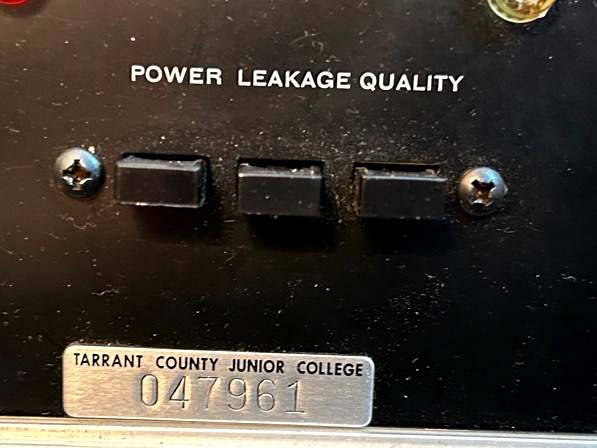 POWER LEAKAGE QUALITY
TARRANT COUNTY JUNIOR COLLEGE
047961